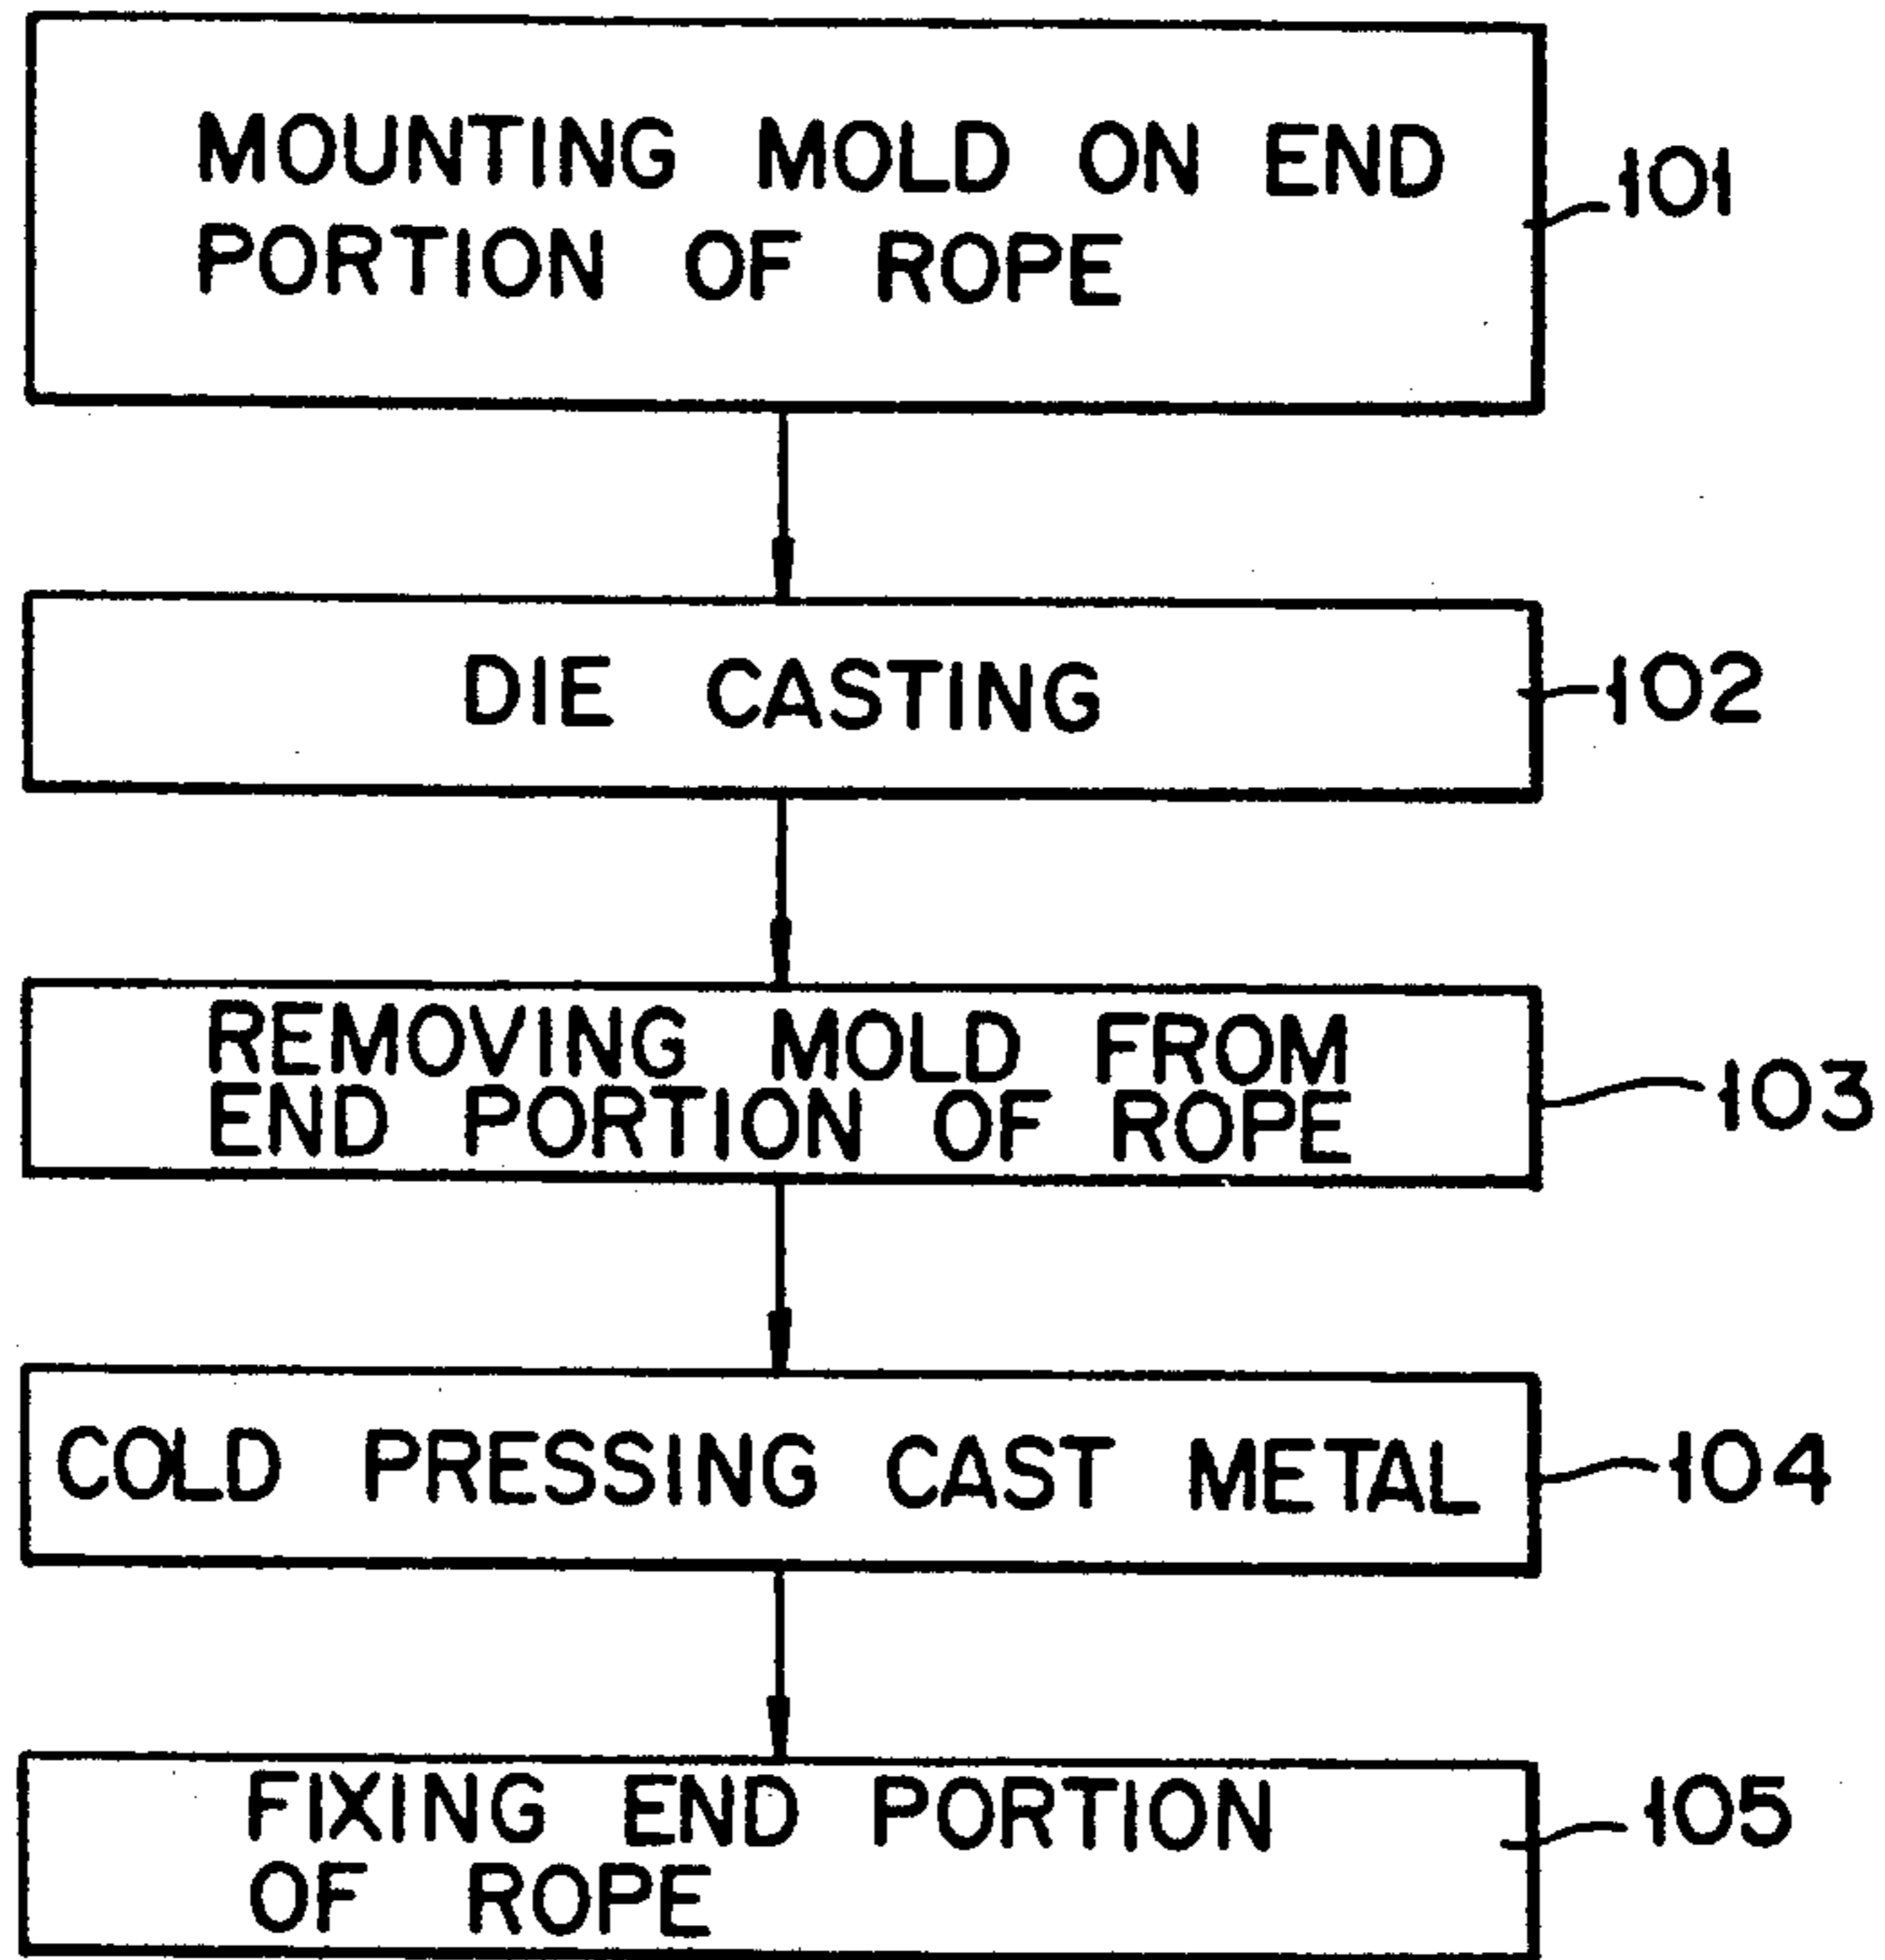 MOUNTING MOLD ON END
PORTION OF ROPE
101
DIE CASTING
102
REMOVING MOLD FROM
END PORTION OF ROPE
103
COLD PRESSING CAST METAL
104
FIXING END PORTION
OF ROPE
105